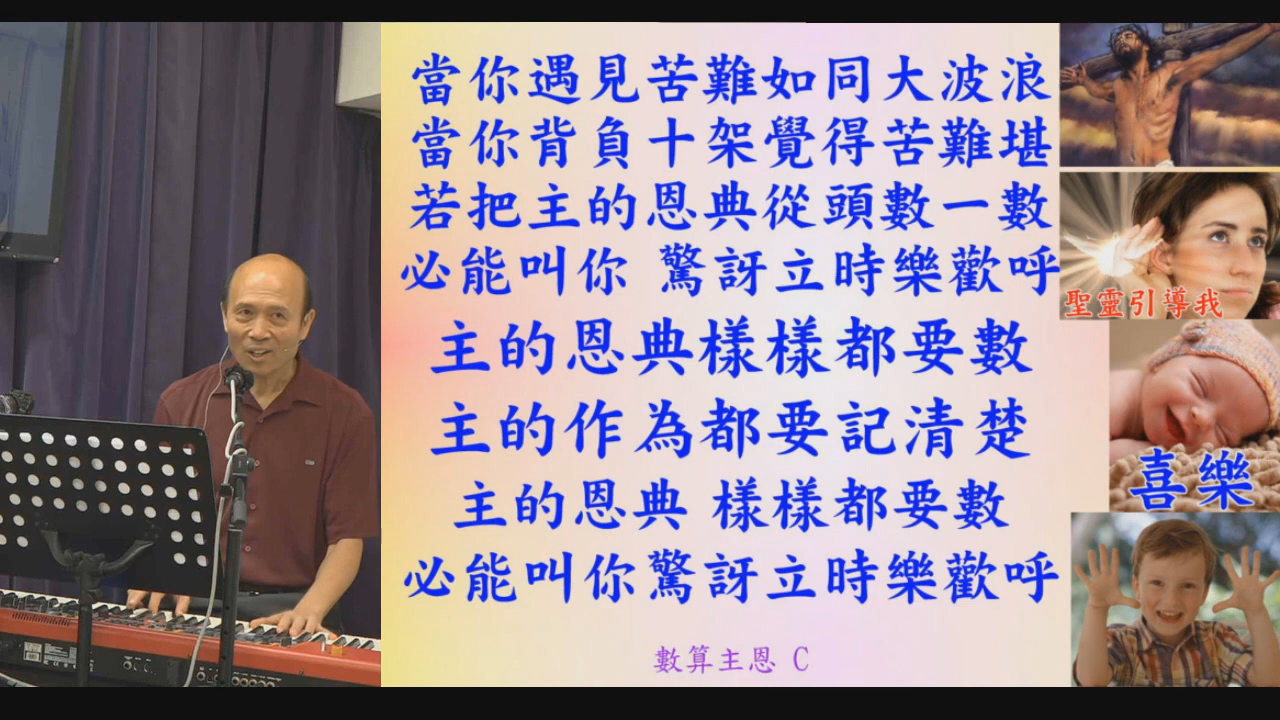 當你遇見苦難如同大波浪
當你背負十架覺得苦難堪
若把主的恩典從頭數一數
必能叫你 驚訝立時樂歡呼
主的恩典樣樣都要數
主的作為都要記清楚
主的恩典 樣樣都要數
必能叫你驚訝立時樂歡呼
數算主恩 C
聖靈引導我
喜樂